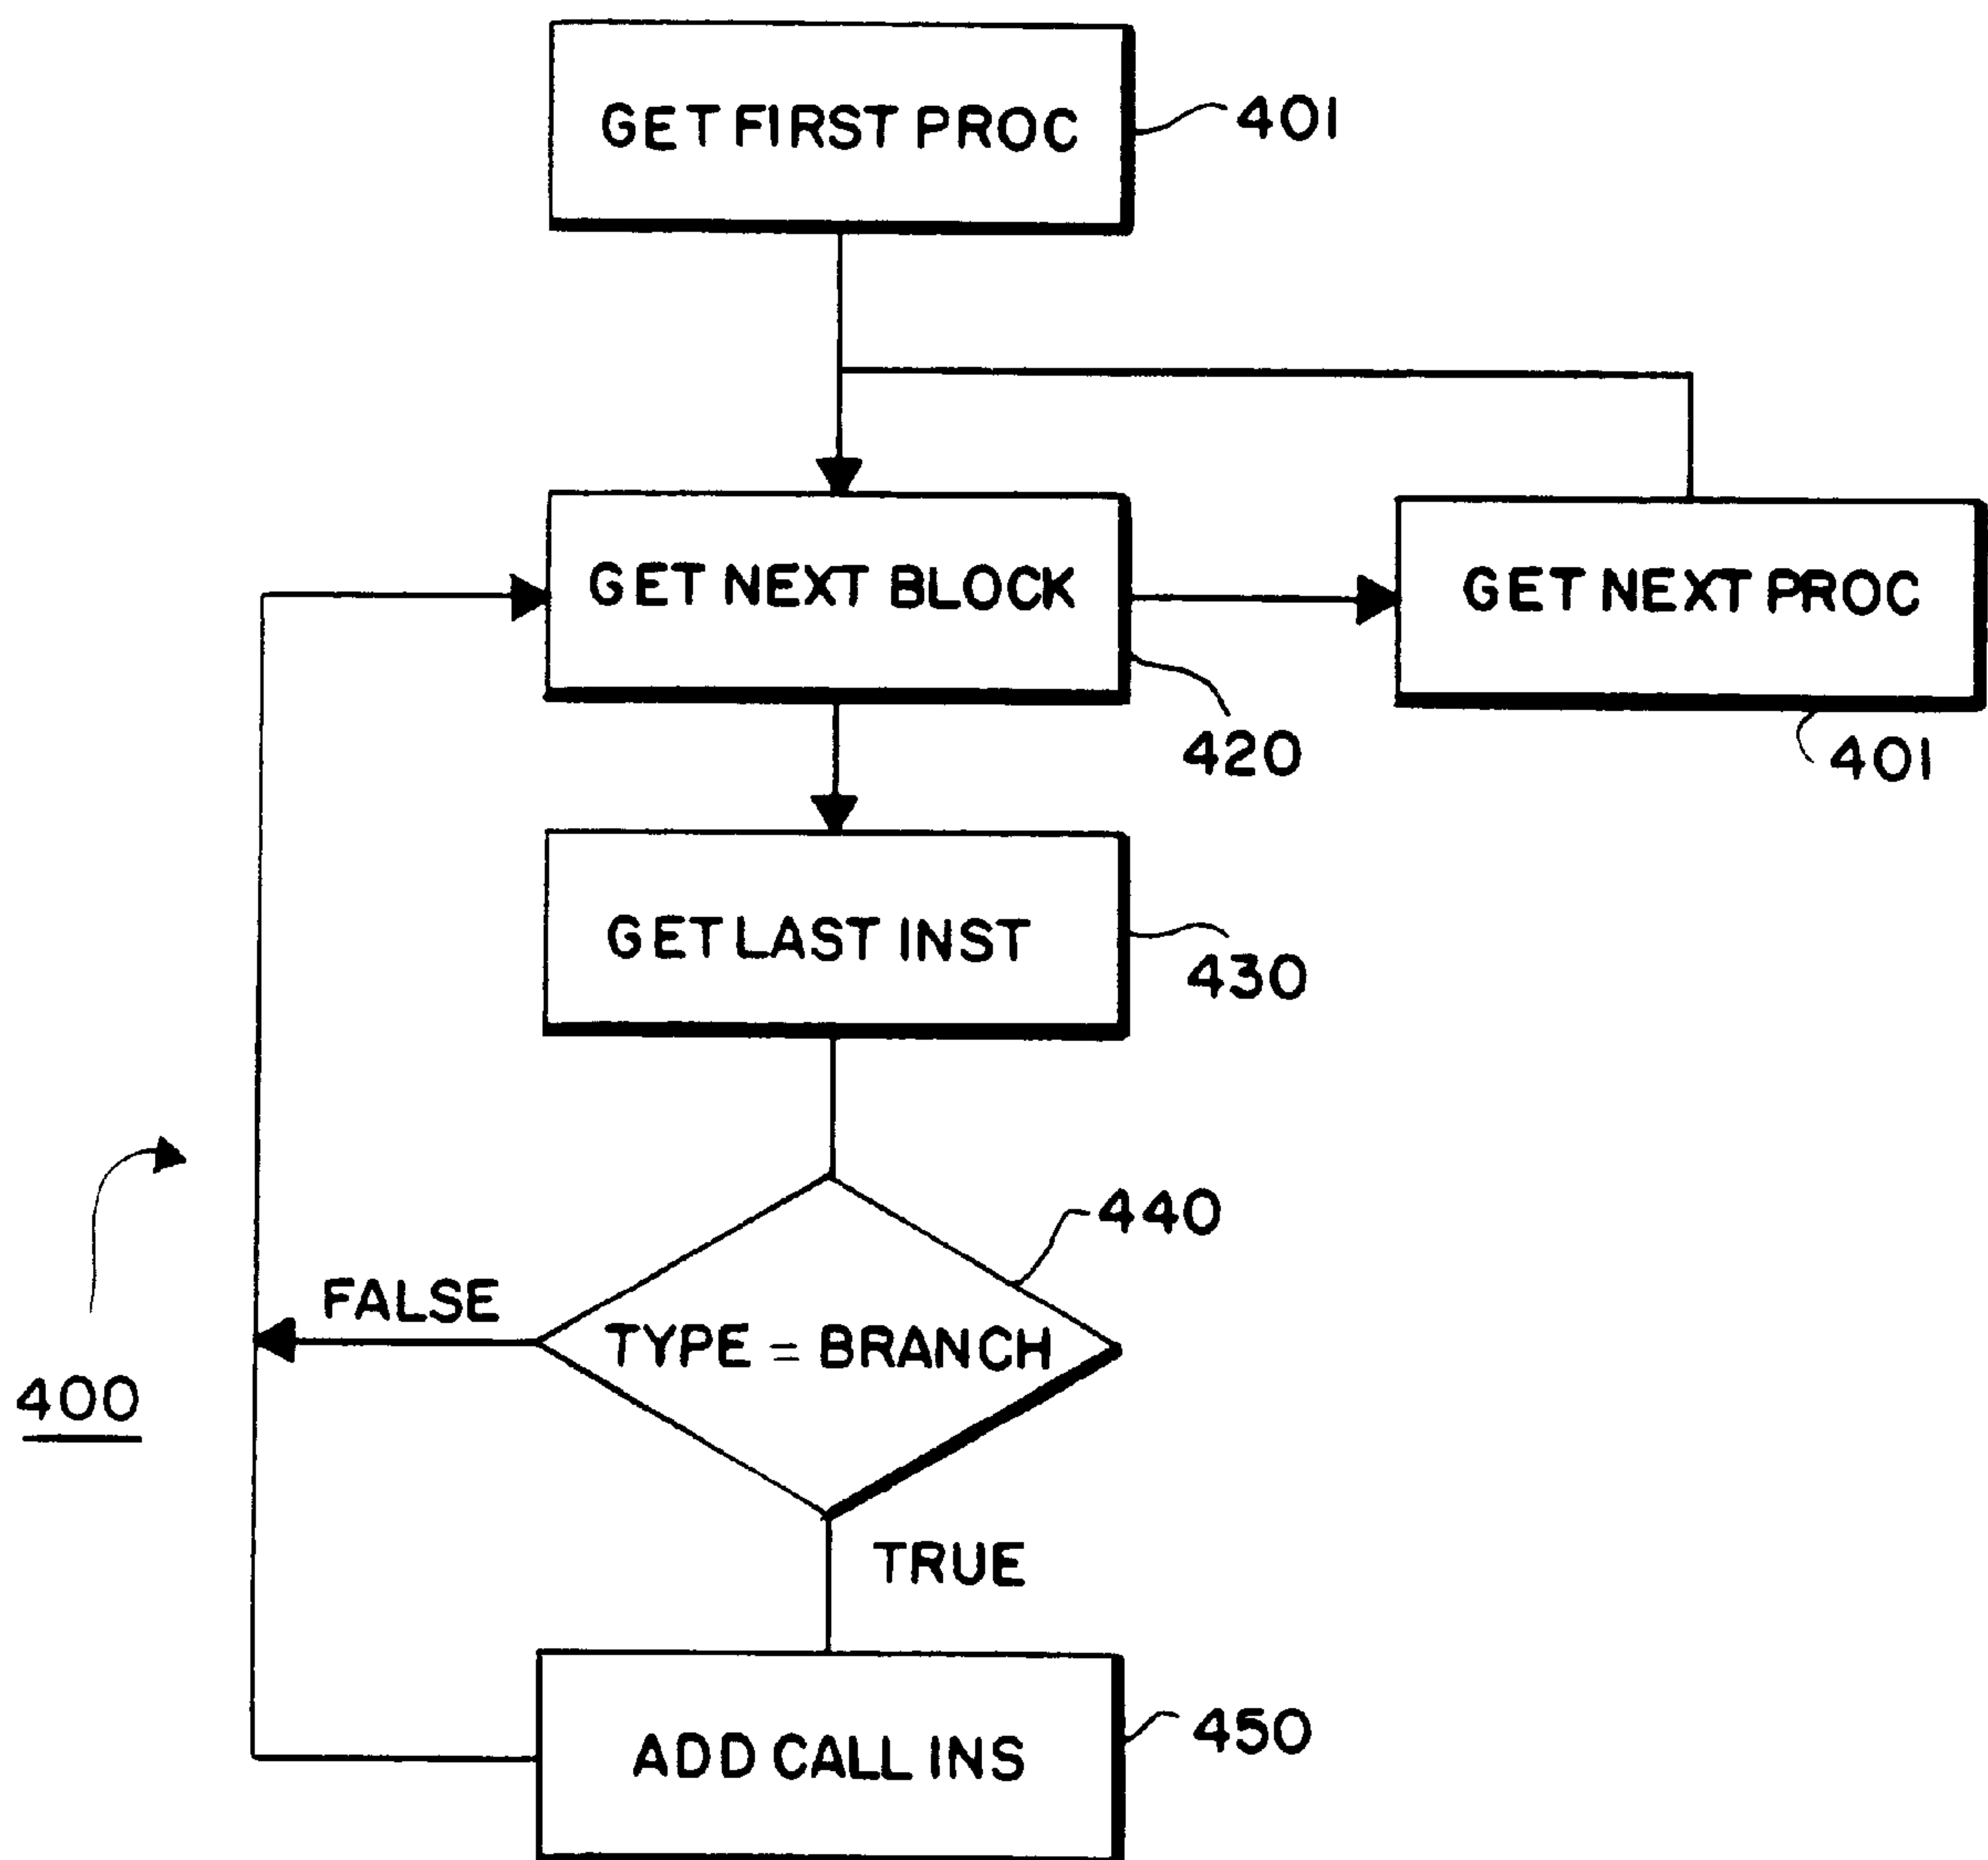 GET FIRST PROC
401
GET NEXT BLOCK
GET NEXT PROC
420
401
GET LAST INST
430
440
FALSE
TYPE = BRANCH
400
TRUE
450
ADD CALL INS